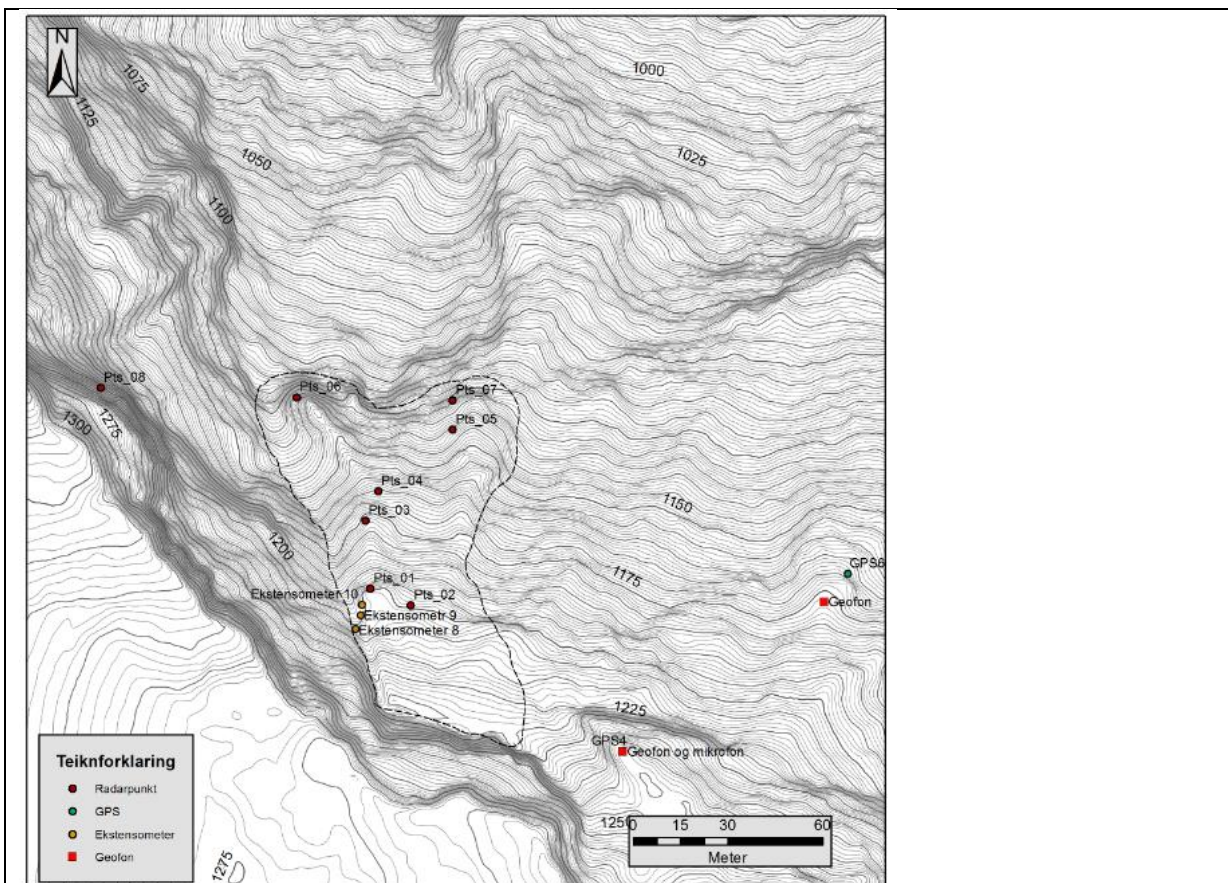 N
1075
1125
1000
1050
1025
1100
Pts_08
Pts_06
Pts_07
1275
1300
Pts_05
Pts_04
1150
Pts_03
1200
GPS6
1175
Pts_01
Ekstensometer 10
Pts_02
Geofon
Ekstensometr 9
Ekstensometer 8
1225
GPS4
Geofon og mikrofon
Teiknforklaring
Radarpunkt
GPS
Ekstensometer
Geofon
1250
0 15 30 60
Meter
1275